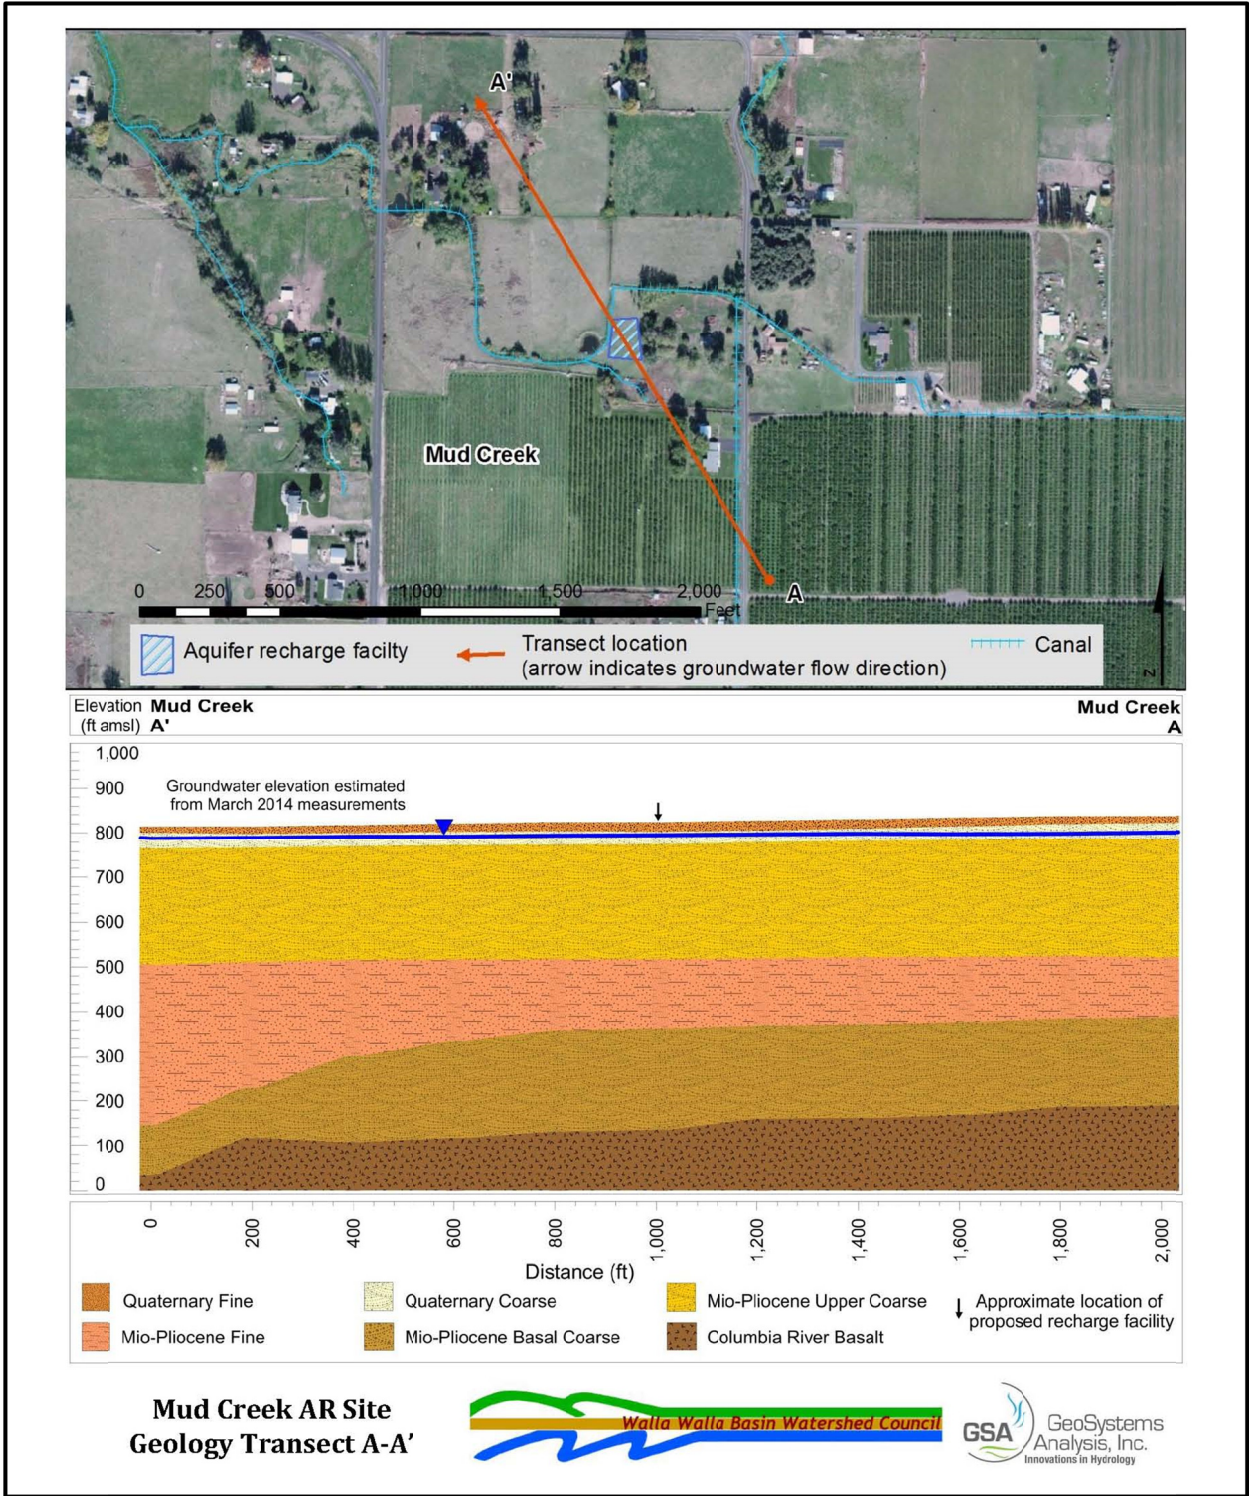 A'
Mud Creek
A
0 250 500 1,000 1,500 2,000
Feet
Aquifer recharge facilty
Transect location
(arrow indicates groundwater flow direction)
Canal
N
Elevation
(ft amsl)
Mud Creek
A'
Mud Creek
A
1,000
900
800
700
600
500
400
300
200
100
0
Groundwater elevation estimated
from March 2014 measurements
0 200 400 600 800 1,000 1,200 1,400 1,600 1,800 2,000
Distance (ft)
Quaternary Fine
Quaternary Coarse
Mio-Pliocene Upper Coarse
Approximate location of
proposed recharge facility
Mio-Pliocene Fine
Mio-Pliocene Basal Coarse
Columbia River Basalt
Mud Creek AR Site
Geology Transect A-A'
Walla Walla Basin Watershed Council
GSA
GeoSystems
Analysis, Inc.
Innovations in Hydrology